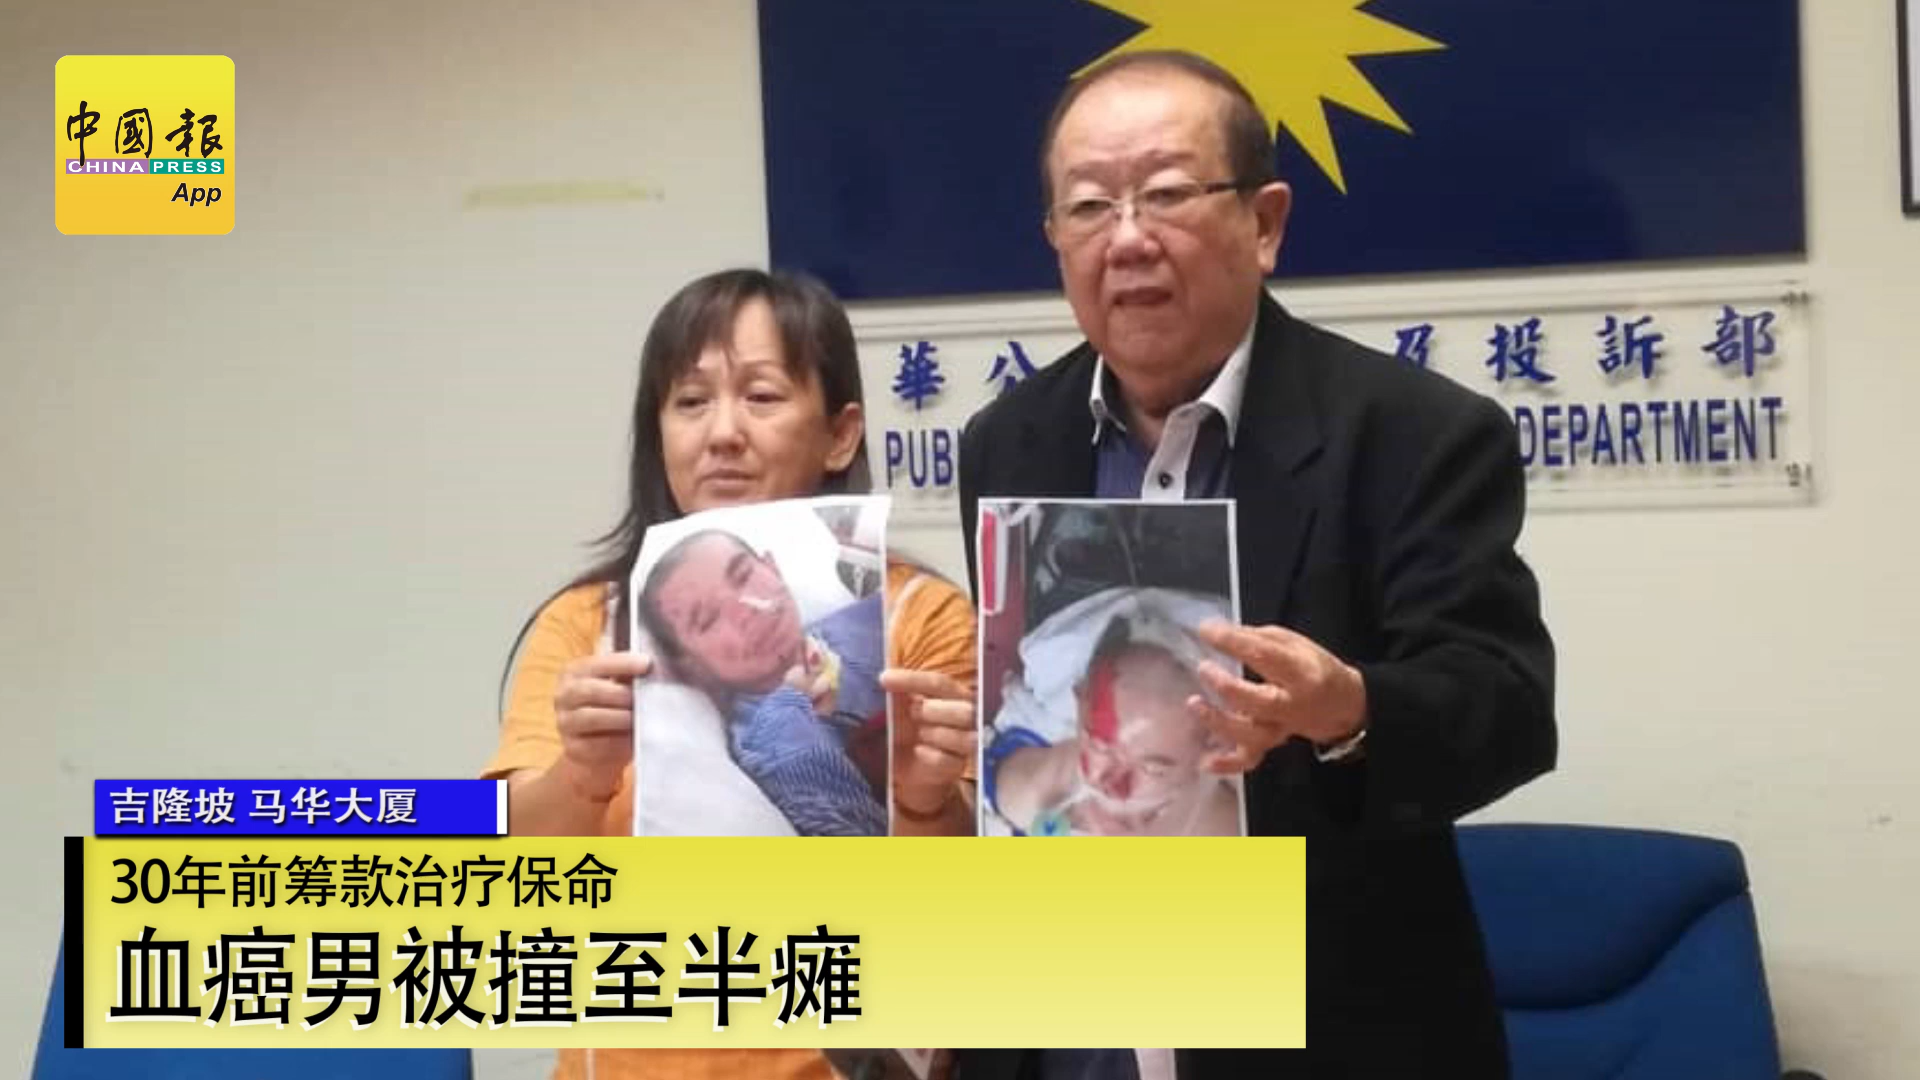 中國報
CHINA PRESS
App
華公 及投訴部
PUB DEPARTMENT
吉隆坡 马华大厦
30年前筹款治疗保命
血癌男被撞至半瘫